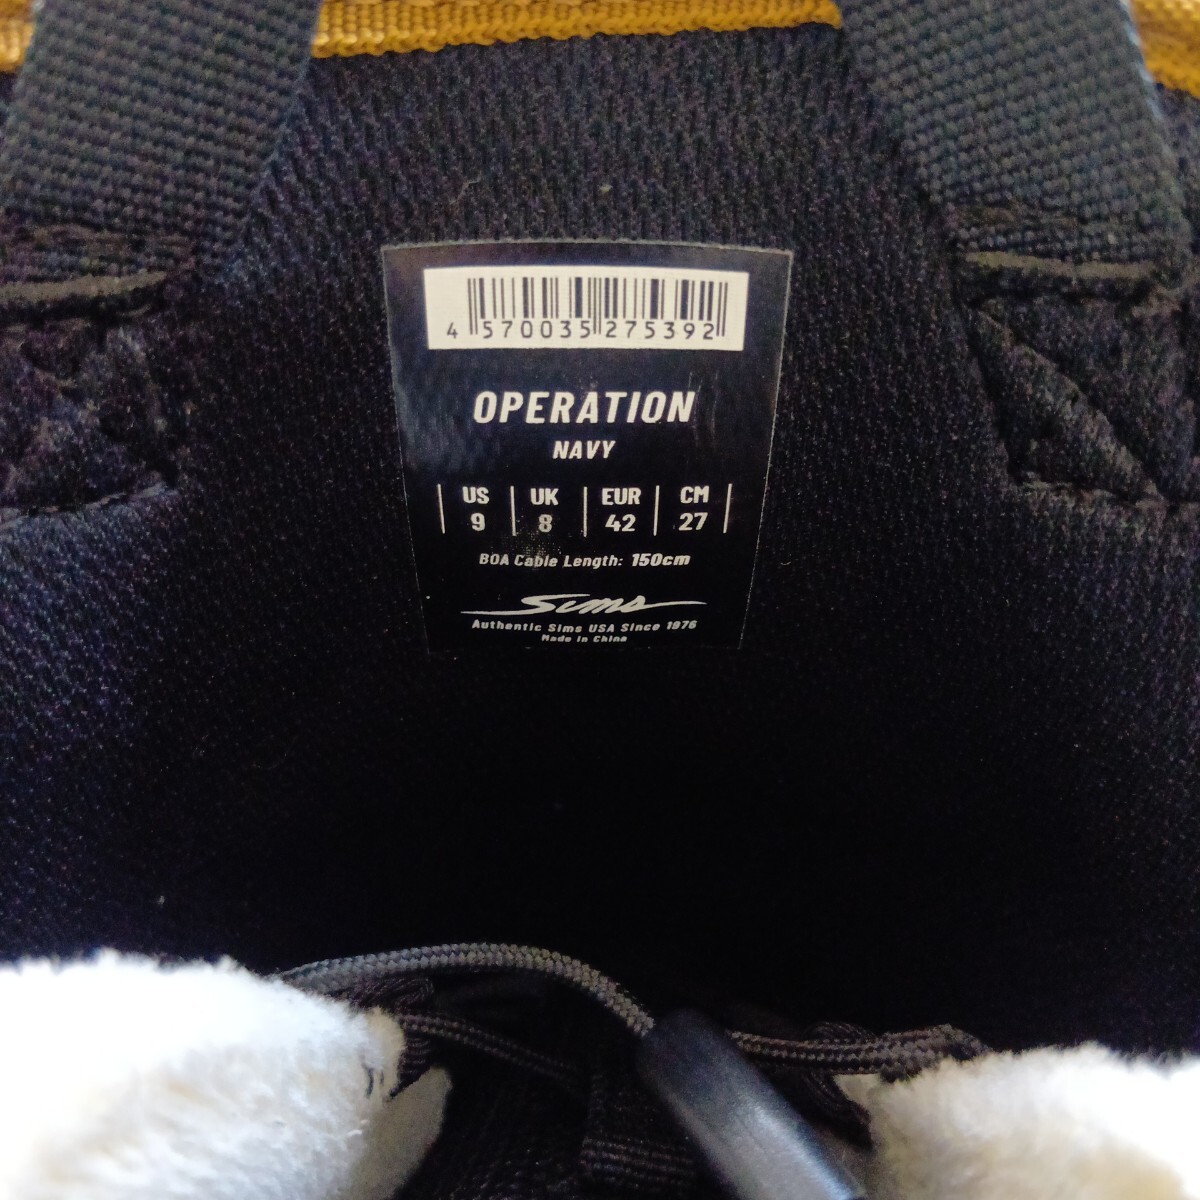 4 570035 275392
OPERATION
NAVY
US UK EUR CM
9 8 42 27
BOA Cable Length: 150cm
Sims
Authentic Sims USA Since 1976
Made in China